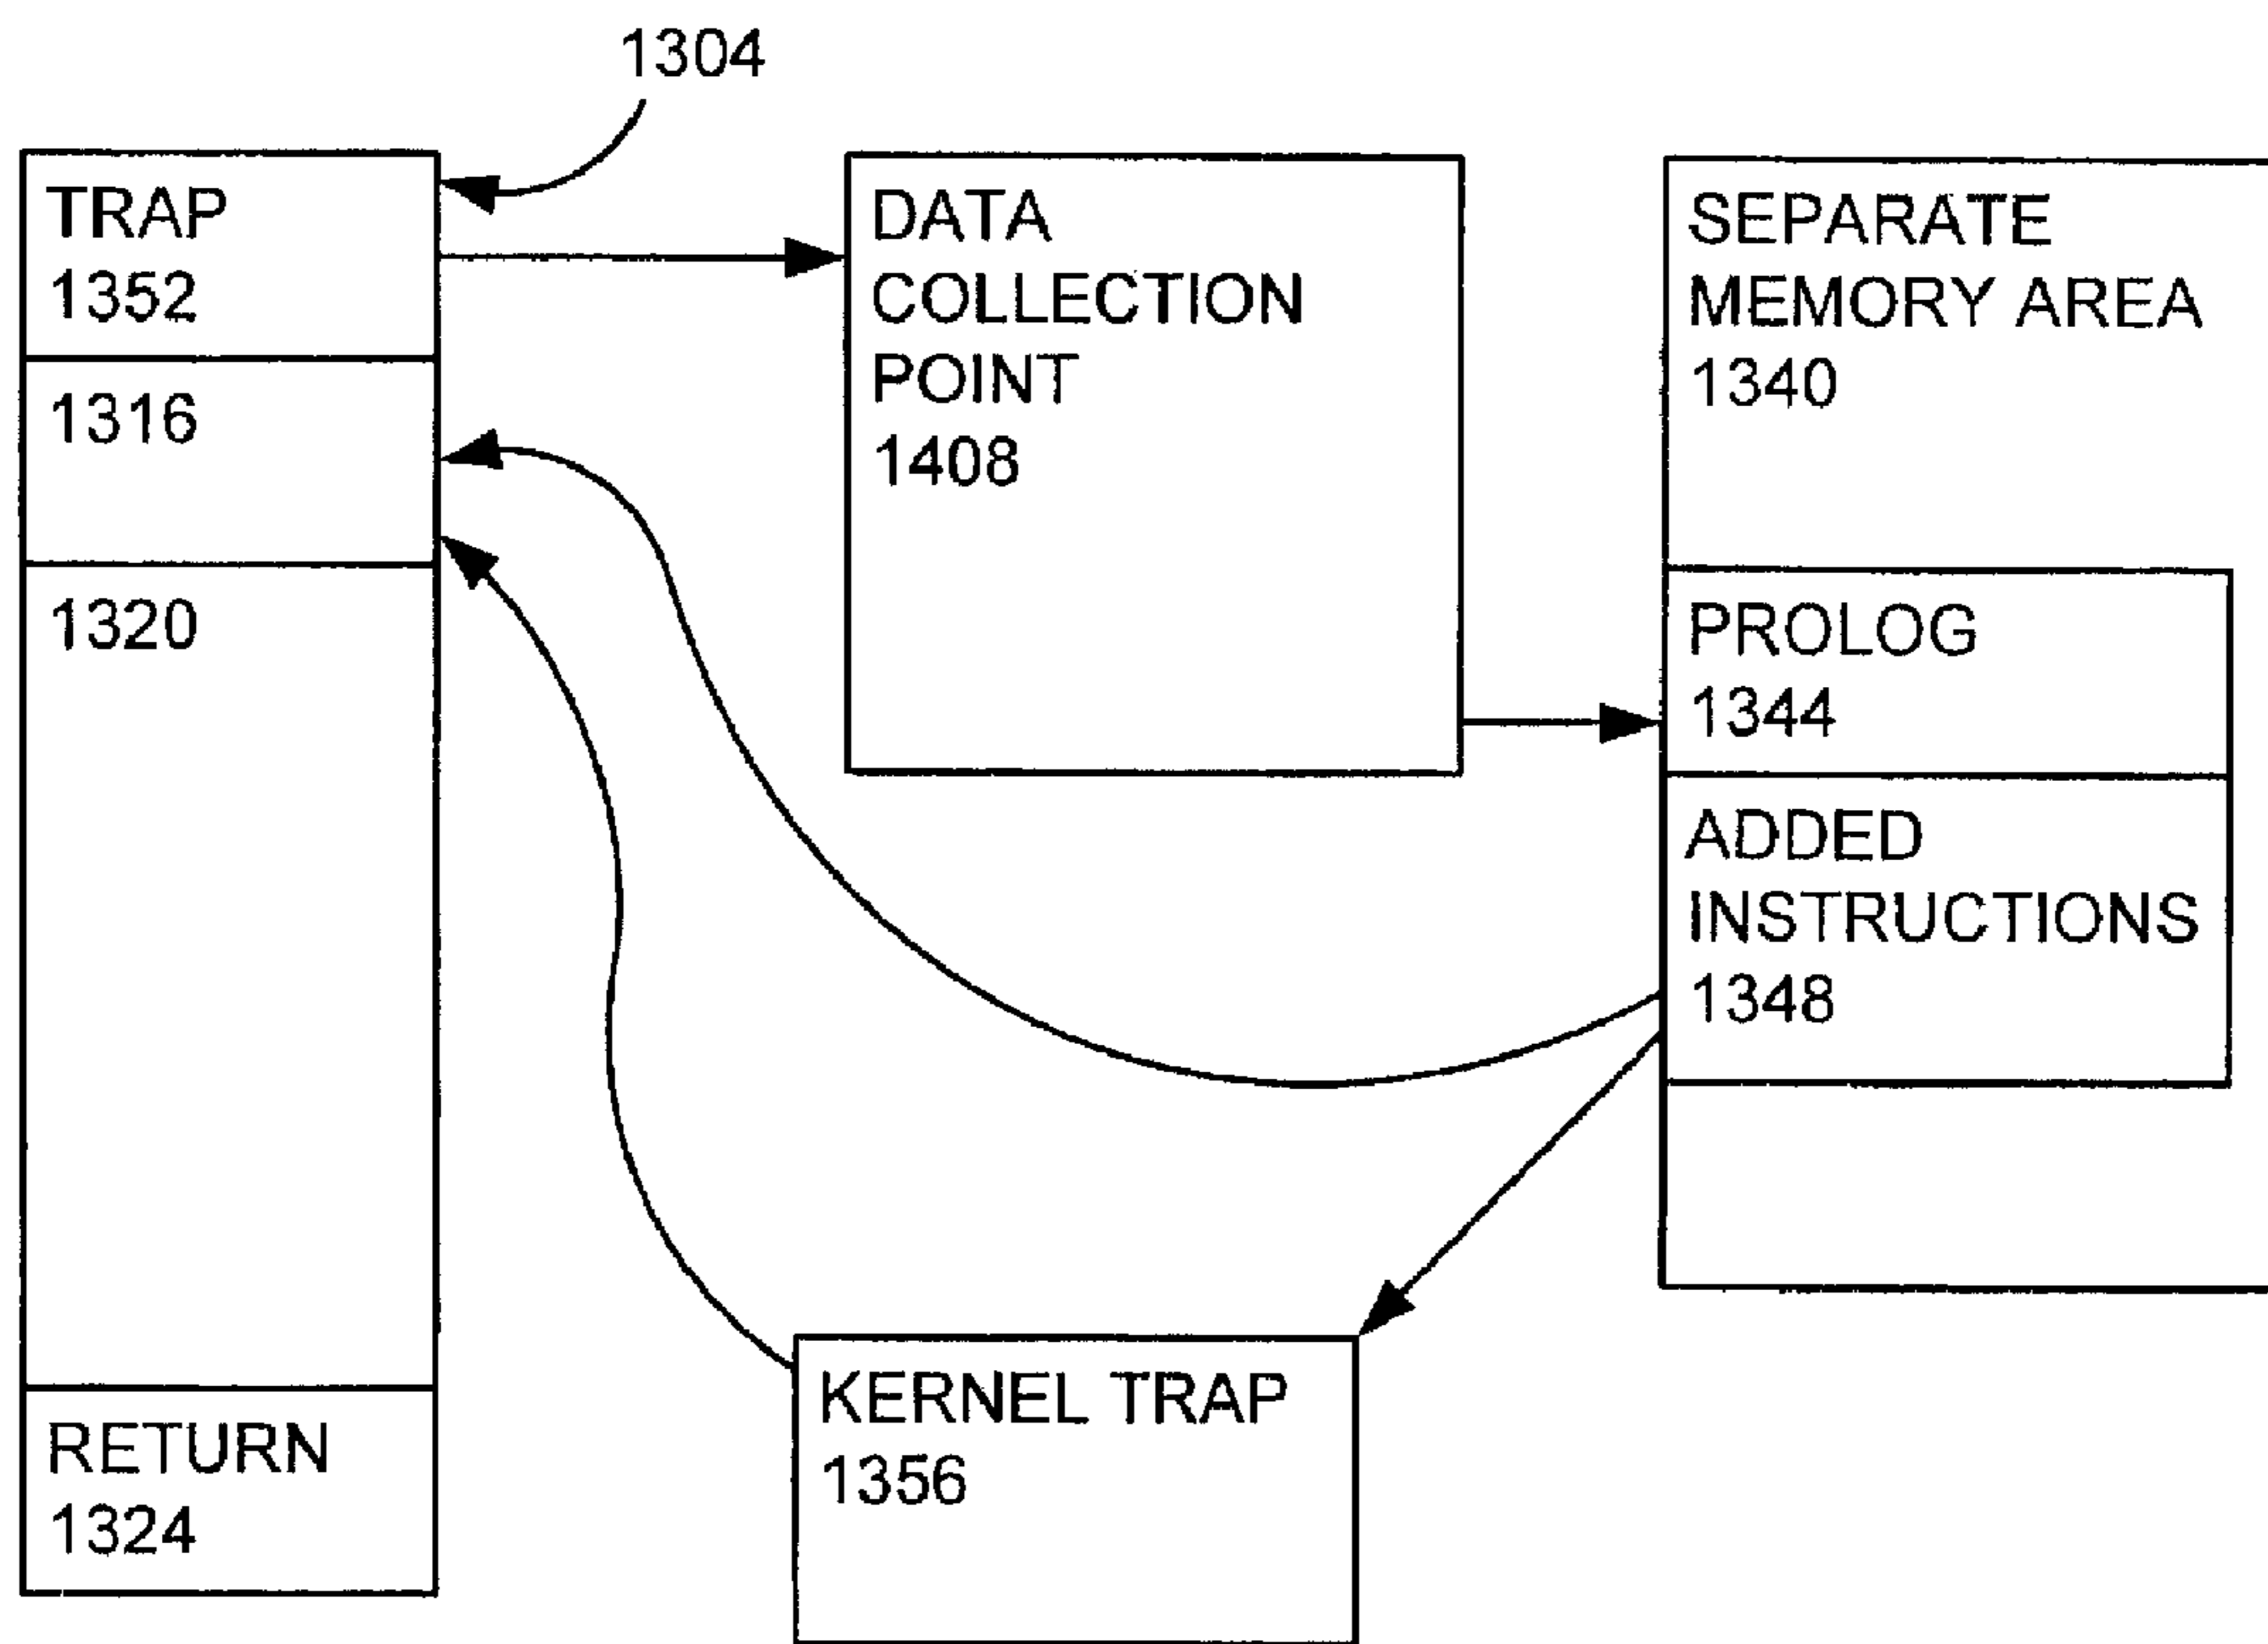 1304
TRAP
1352
1316
1320
RETURN
1324
DATA
COLLECTION
POINT
1408
SEPARATE
MEMORY AREA
1340
PROLOG
1344
ADDED
INSTRUCTIONS
1348
KERNEL TRAP
1356